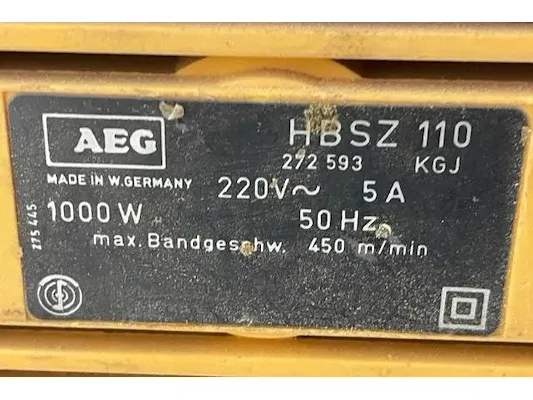 AEG
HBSZ 110
272 593 KGJ
MADE IN W.GERMANY
220V~ 5 A
1000 W 50 Hz
max. Bandgeschw. 450 m/min
275 445